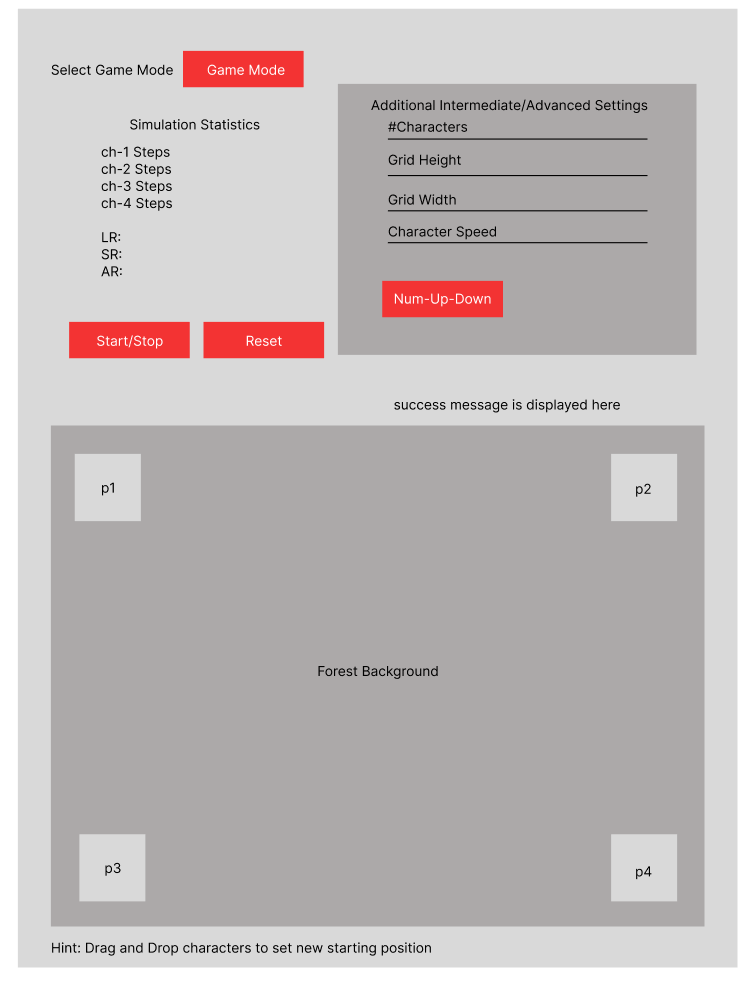 Select Game Mode
Game Mode
Simulation Statistics
ch-1 Steps
ch-2 Steps
ch-3 Steps
ch-4 Steps
LR:
SR:
AR:
Start/Stop
Reset
Additional Intermediate/Advanced Settings
#Characters
Grid Height
Grid Width
Character Speed
Num-Up-Down
success message is displayed here
p1
p2
Forest Background
p3
p4
Hint: Drag and Drop characters to set new starting position